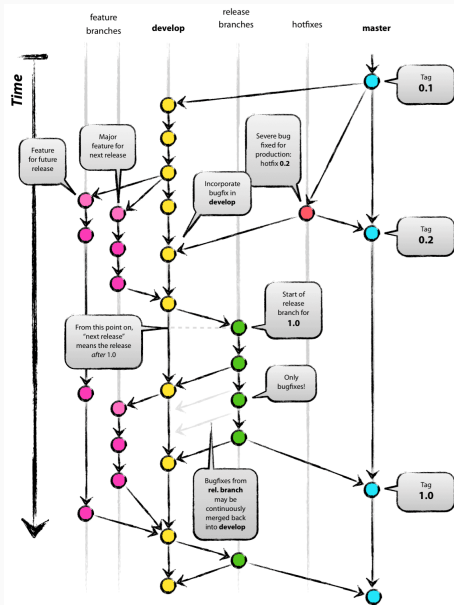 feature
branches
develop
release
branches
hotfixes
master
Time
Tag
0.1
Major
feature for
next release
Feature
for future
release
Severe bug
fixed for
production:
hotfix 0.2
Incorporate
bugfix in
develop
Tag
0.2
Start of
release
branch for
1.0
From this point on,
"next release"
means the release
after 1.0
Only
bugfixes!
Bugfixes from
rel. branch
may be
continuously
merged back
into develop
Tag
1.0